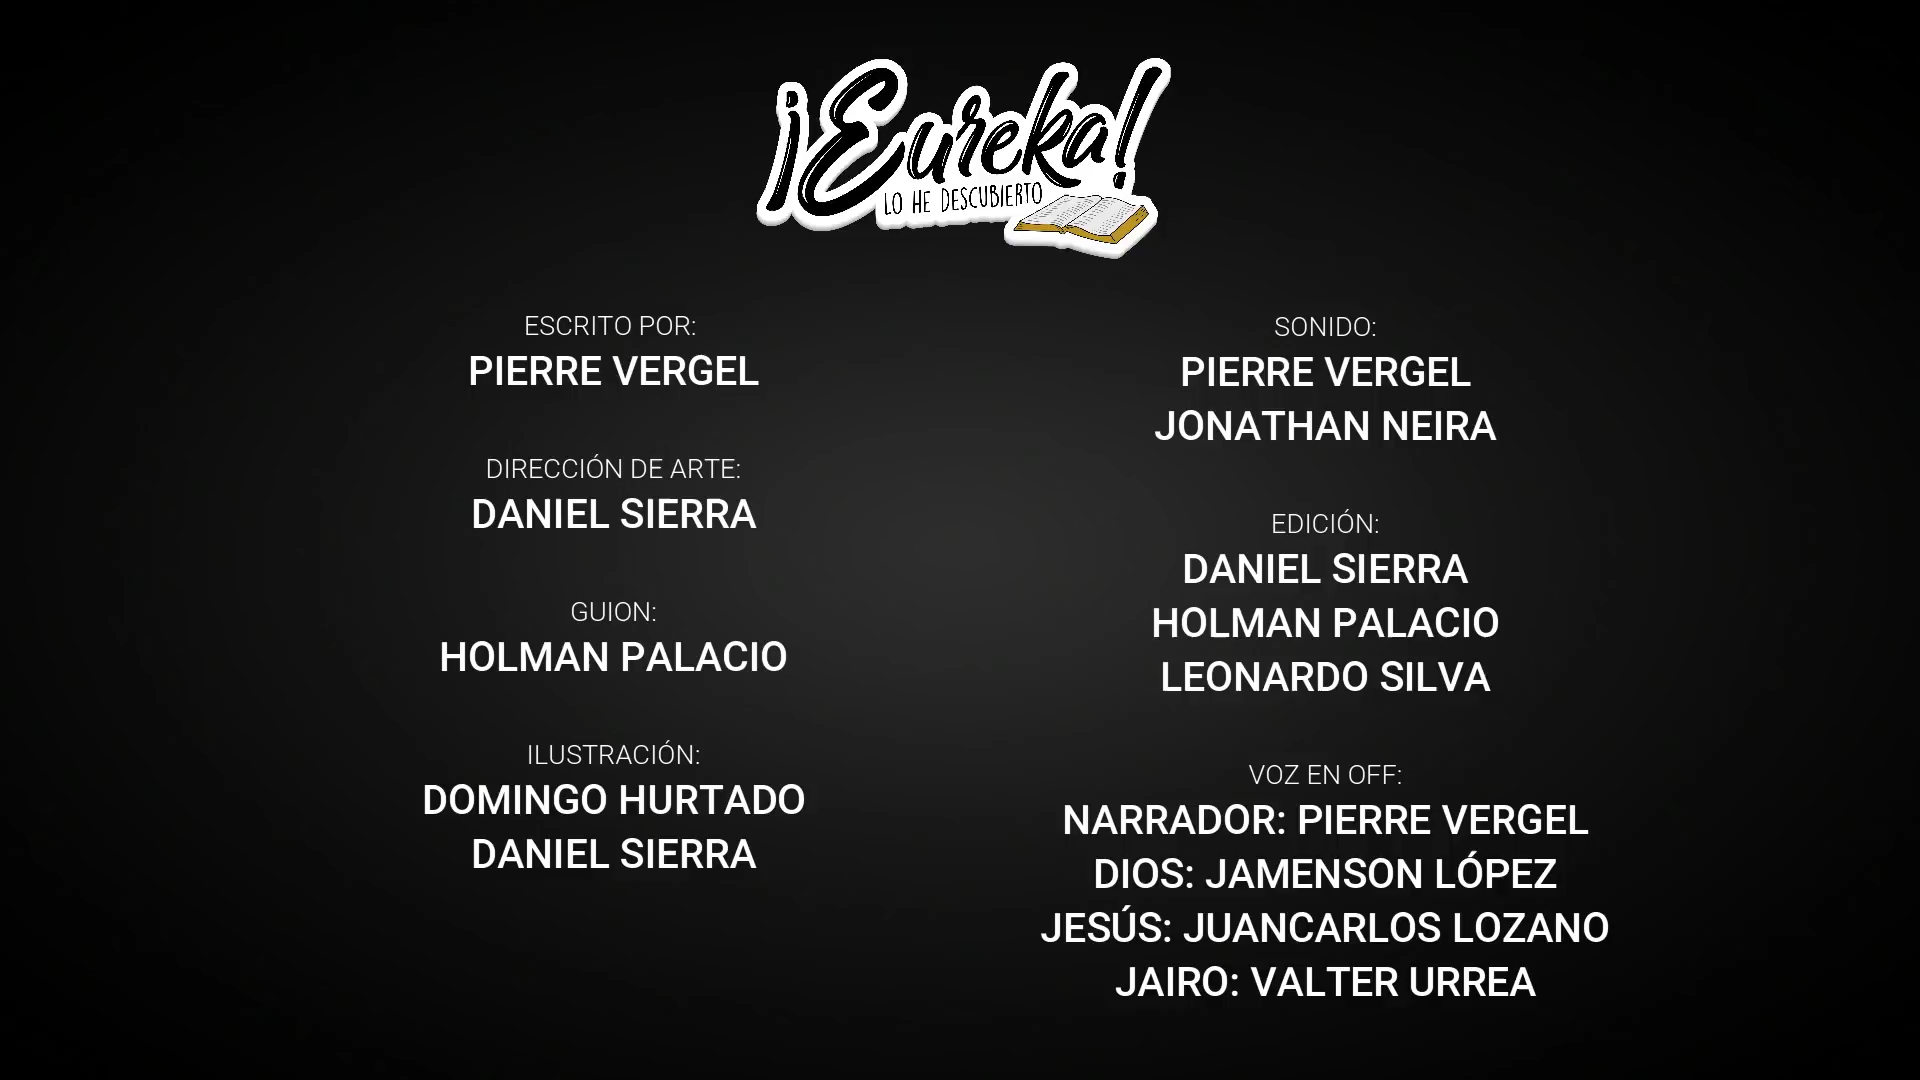 ¡Eureka!
LO HE DESCUBIERTO
ESCRITO POR:
PIERRE VERGEL
DIRECCIÓN DE ARTE:
DANIEL SIERRA
GUION:
HOLMAN PALACIO
ILUSTRACIÓN:
DOMINGO HURTADO
DANIEL SIERRA
SONIDO:
PIERRE VERGEL
JONATHAN NEIRA
EDICIÓN:
DANIEL SIERRA
HOLMAN PALACIO
LEONARDO SILVA
VOZ EN OFF:
NARRADOR: PIERRE VERGEL
DIOS: JAMENSON LÓPEZ
JESÚS: JUANCARLOS LOZANO
JAIRO: VALTER URREA